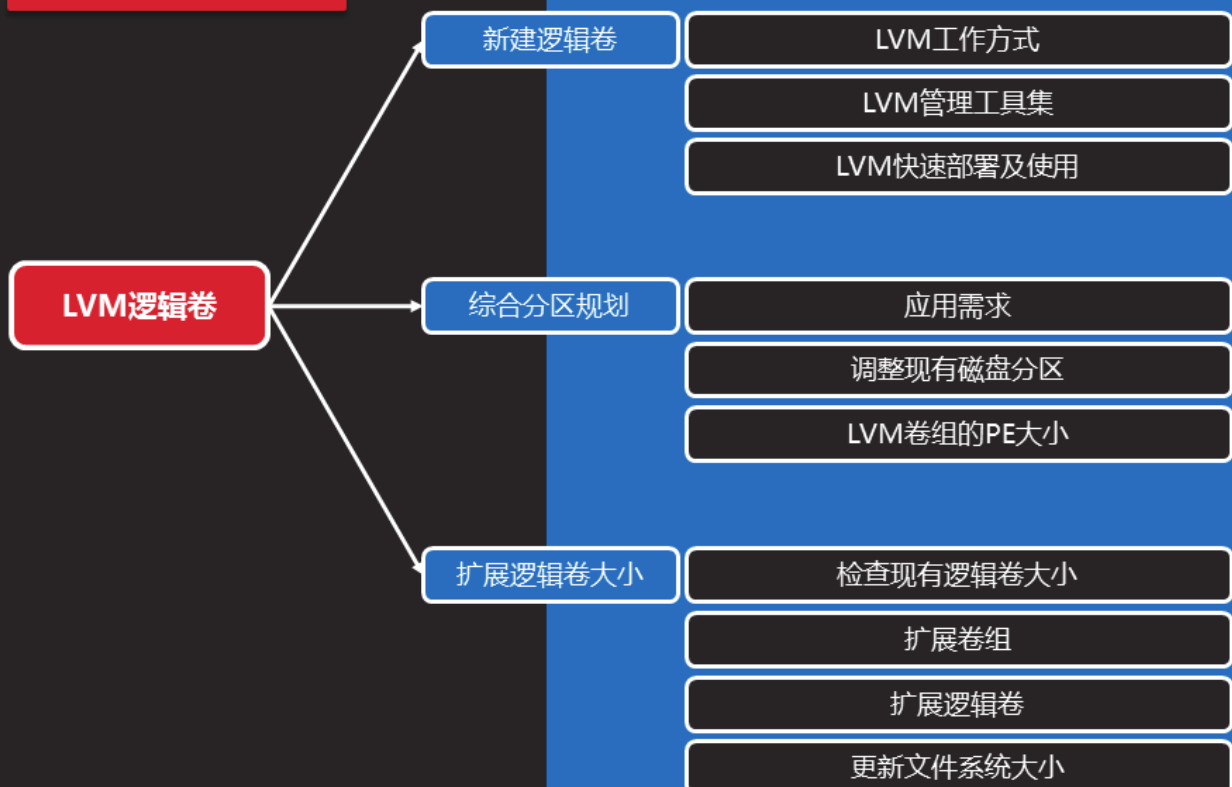 LVM逻辑卷
新建逻辑卷
LVM工作方式
LVM管理工具集
LVM快速部署及使用
综合分区规划
应用需求
调整现有磁盘分区
LVM卷组的PE大小
扩展逻辑卷大小
检查现有逻辑卷大小
扩展卷组
扩展逻辑卷
更新文件系统大小